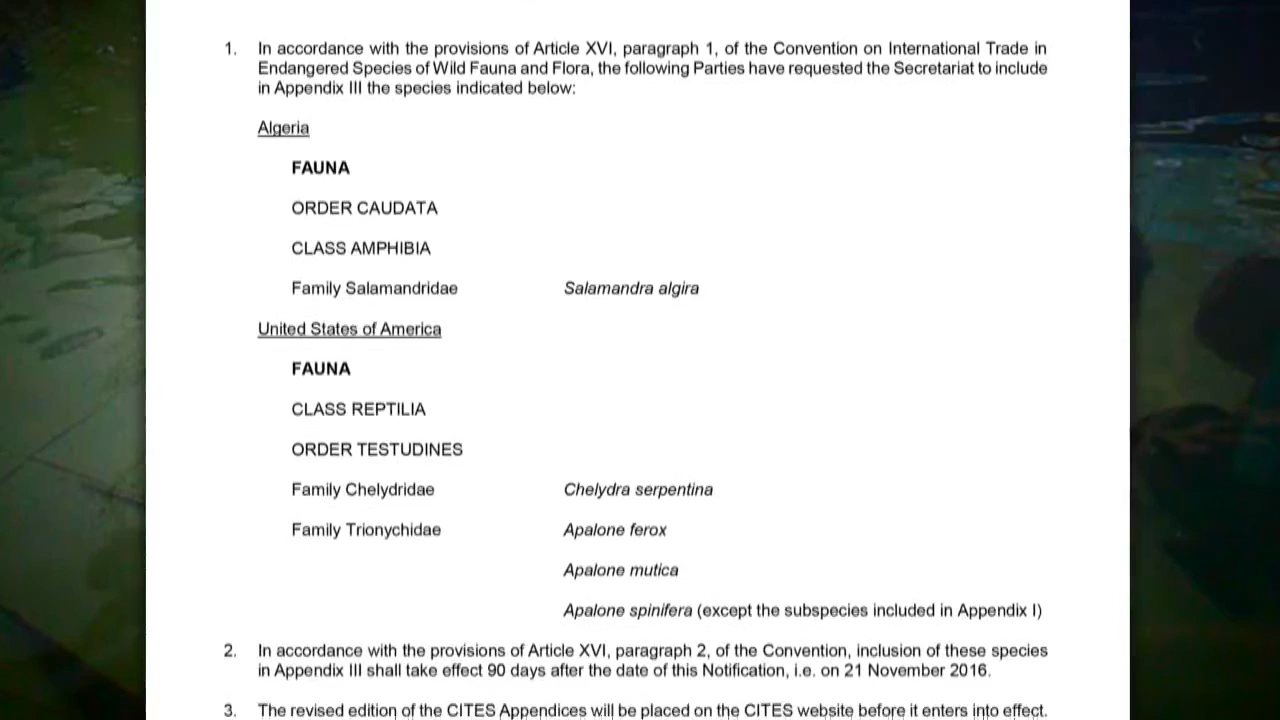 1. In accordance with the provisions of Article XVI, paragraph 1, of the Convention on International Trade in
Endangered Species of Wild Fauna and Flora, the following Parties have requested the Secretariat to include
in Appendix III the species indicated below:
Algeria
FAUNA
ORDER CAUDATA
CLASS AMPHIBIA
Family Salamandridae Salamandra algira
United States of America
FAUNA
CLASS REPTILIA
ORDER TESTUDINES
Family Chelydridae Chelydra serpentina
Family Trionychidae Apalone ferox
Apalone mutica
Apalone spinifera (except the subspecies included in Appendix I)
2. In accordance with the provisions of Article XVI, paragraph 2, of the Convention, inclusion of these species
in Appendix III shall take effect 90 days after the date of this Notification, i.e. on 21 November 2016.
3. The revised edition of the CITES Appendices will be placed on the CITES website before it enters into effect.